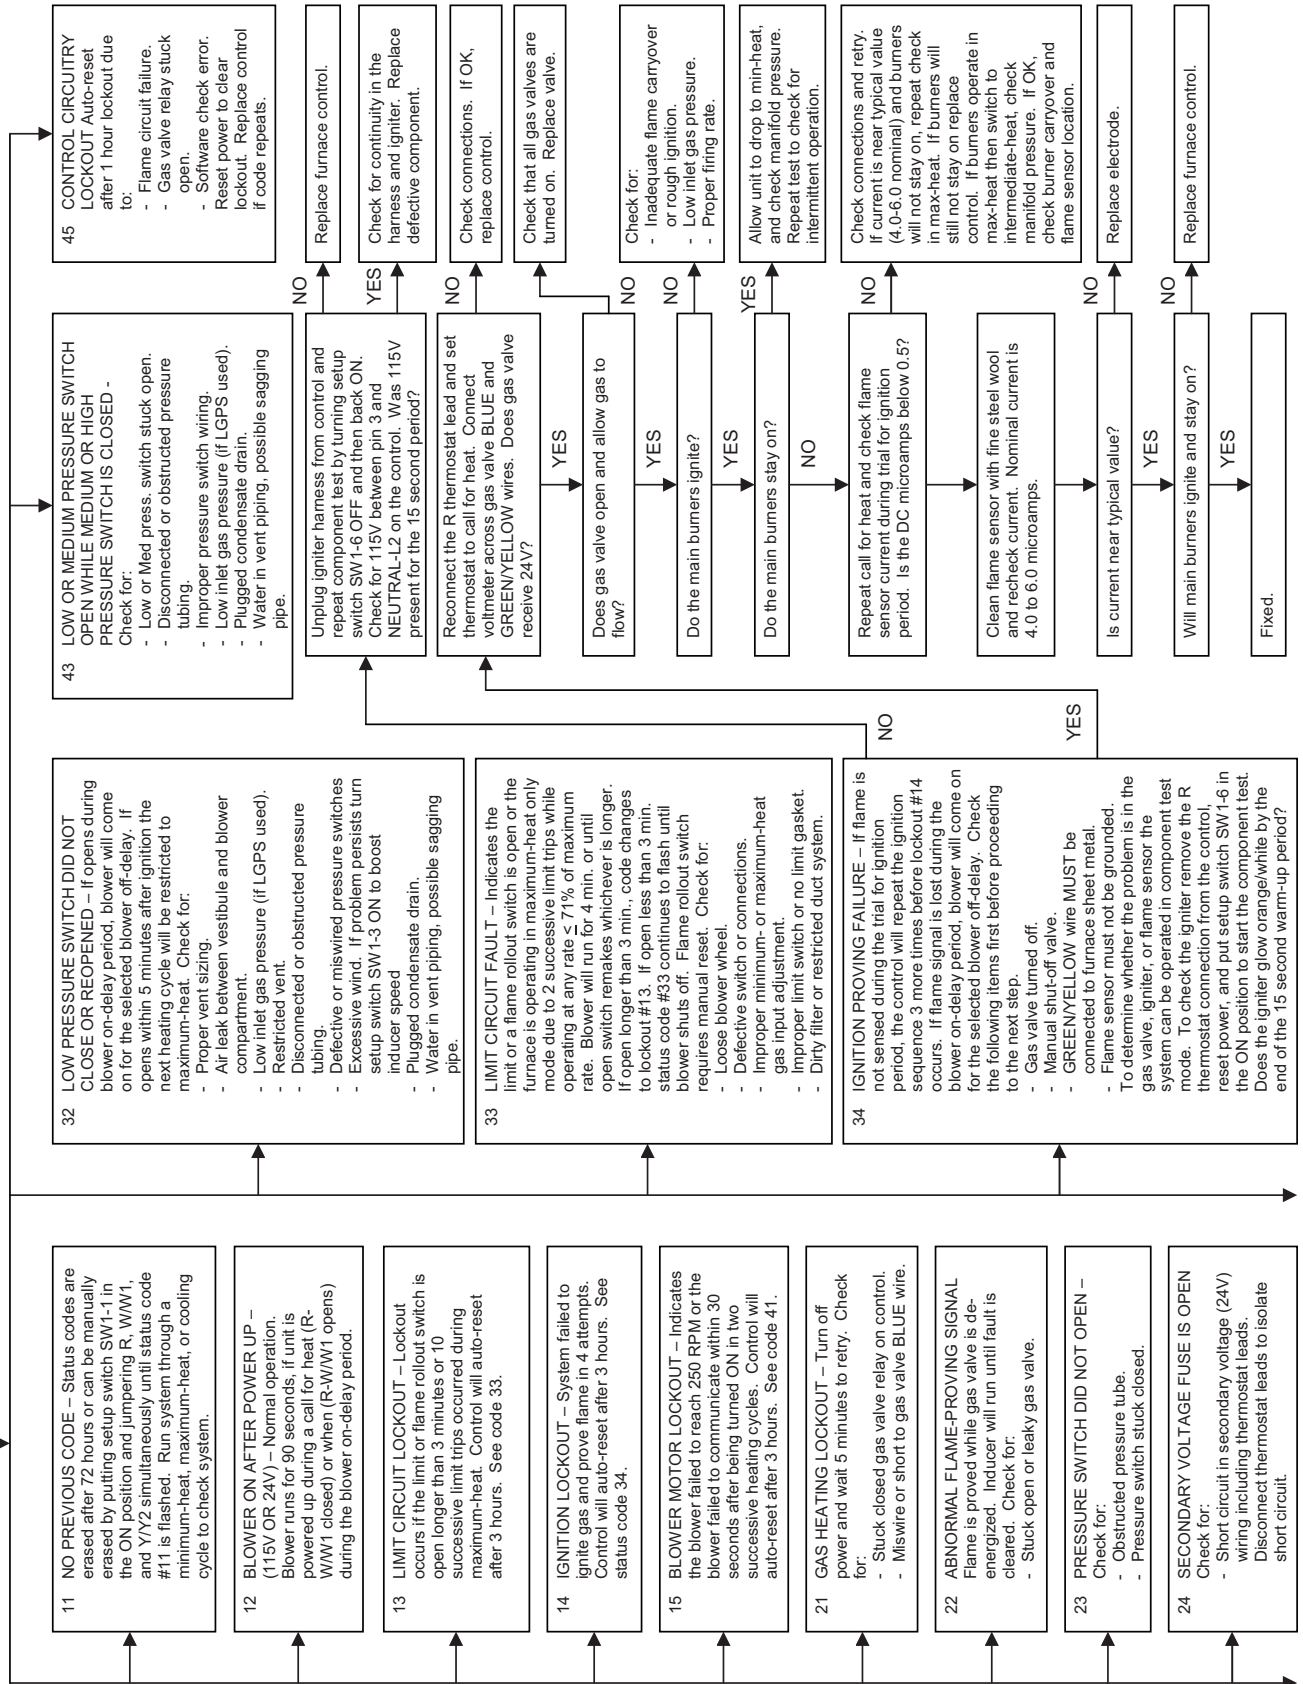 11 NO PREVIOUS CODE – Status codes are
erased after 72 hours or can be manually
erased by putting setup switch SW1-1 in
the ON position and jumpering R, W/W1,
and Y/Y2 simultaneously until status code
#11 is flashed. Run system through a
minimum-heat, maximum-heat, or cooling
cycle to check system.
12 BLOWER ON AFTER POWER UP –
(115V OR 24V) – Normal operation.
Blower runs for 90 seconds, if unit is
powered up during a call for heat (R-
W/W1 closed) or when (R-W/W1 opens)
during the blower on-delay period.
13 LIMIT CIRCUIT LOCKOUT – Lockout
occurs if the limit or flame rollout switch is
open longer than 3 minutes or 10
successive limit trips occurred during
maximum-heat. Control will auto-reset
after 3 hours. See code 33.
14 IGNITION LOCKOUT – System failed to
ignite gas and prove flame in 4 attempts.
Control will auto-reset after 3 hours. See
status code 34.
15 BLOWER MOTOR LOCKOUT – Indicates
the blower failed to reach 250 RPM or the
blower failed to communicate within 30
seconds after being turned ON in two
successive heating cycles. Control will
auto-reset after 3 hours. See code 41.
21 GAS HEATING LOCKOUT – Turn off
power and wait 5 minutes to retry. Check
for:
- Stuck closed gas valve relay on control.
- Miswire or short to gas valve BLUE wire.
22 ABNORMAL FLAME-PROVING SIGNAL
Flame is proved while gas valve is de-
energized. Inducer will run until fault is
cleared. Check for:
- Stuck open or leaky gas valve.
23 PRESSURE SWITCH DID NOT OPEN –
Check for:
- Obstructed pressure tube.
- Pressure switch stuck closed.
24 SECONDARY VOLTAGE FUSE IS OPEN
Check for:
- Short circuit in secondary voltage (24V)
wiring including thermostat leads.
Disconnect thermostat leads to isolate
short circuit.
32 LOW PRESSURE SWITCH DID NOT
CLOSE OR REOPENED – If opens during
blower on-delay period, blower will come
on for the selected blower off-delay. If
opens within 5 minutes after ignition the
next heating cycle will be restricted to
maximum-heat. Check for:
- Proper vent sizing.
- Air leak between vestibule and blower
compartment.
- Low inlet gas pressure (if LGPS used).
- Restricted vent.
- Disconnected or obstructed pressure
tubing.
- Defective or miswired pressure switches
- Excessive wind. If problem persists turn
setup switch SW1-3 ON to boost
inducer speed
- Plugged condensate drain.
- Water in vent piping, possible sagging
pipe.
33 LIMIT CIRCUIT FAULT – Indicates the
limit or a flame rollout switch is open or the
furnace is operating in maximum-heat only
mode due to 2 successive limit trips while
operating at any rate ≤ 71% of maximum
rate. Blower will run for 4 min. or until
open switch remakes whichever is longer.
If open longer than 3 min., code changes
to lockout #13. If open less than 3 min.
status code #33 continues to flash until
blower shuts off. Flame rollout switch
requires manual reset. Check for:
- Loose blower wheel.
- Defective switch or connections.
- Improper minimum- or maximum-heat
gas input adjustment.
- Improper limit switch or no limit gasket.
- Dirty filter or restricted duct system.
34 IGNITION PROVING FAILURE – If flame is
not sensed during the trial for ignition
period, the control will repeat the ignition
sequence 3 more times before lockout #14
occurs. If flame signal is lost during the
blower on-delay period, blower will come on
for the selected blower off-delay. Check
the following items first before proceeding
to the next step.
- Gas valve turned off.
- Manual shut-off valve.
- GREEN/YELLOW wire MUST be
connected to furnace sheet metal.
- Flame sensor must not be grounded.
To determine whether the problem is in the
gas valve, igniter, or flame sensor the
system can be operated in component test
mode. To check the igniter remove the R
thermostat connection from the control,
reset power, and put setup switch SW1-6 in
the ON position to start the component test.
Does the igniter glow orange/white by the
end of the 15 second warm-up period?
NO
YES
43 LOW OR MEDIUM PRESSURE SWITCH
OPEN WHILE MEDIUM OR HIGH
PRESSURE SWITCH IS CLOSED -
Check for:
- Low or Med press. switch stuck open.
- Disconnected or obstructed pressure
tubing.
- Improper pressure switch wiring.
- Low inlet gas pressure (if LGPS used).
- Plugged condensate drain.
- Water in vent piping, possible sagging
pipe.
Unplug igniter harness from control and
repeat component test by turning setup
switch SW1-6 OFF and then back ON.
Check for 115V between pin 3 and
NEUTRAL-L2 on the control. Was 115V
present for the 15 second period?
NO
YES
Reconnect the R thermostat lead and set
thermostat to call for heat. Connect
voltmeter across gas valve BLUE and
GREEN/YELLOW wires. Does gas valve
receive 24V?
NO
YES
Does gas valve open and allow gas to
flow?
NO
YES
Do the main burners ignite?
NO
YES
Do the main burners stay on?
YES
NO
Repeat call for heat and check flame
sensor current during trial for ignition
period. Is the DC microamps below 0.5?
NO
YES
Clean flame sensor with fine steel wool
and recheck current. Nominal current is
4.0 to 6.0 microamps.
Is current near typical value?
NO
YES
Will main burners ignite and stay on?
NO
YES
Fixed.
45 CONTROL CIRCUITRY
LOCKOUT Auto-reset
after 1 hour lockout due
to:
- Flame circuit failure.
- Gas valve relay stuck
open.
- Software check error.
Reset power to clear
lockout. Replace control
if code repeats.
Replace furnace control.
Check for continuity in the
harness and igniter. Replace
defective component.
Check connections. If OK,
replace control.
Check that all gas valves are
turned on. Replace valve.
Check for:
- Inadequate flame carryover
or rough ignition.
- Low inlet gas pressure.
- Proper firing rate.
Allow unit to drop to min-heat,
and check manifold pressure.
Repeat test to check for
intermittent operation.
Check connections and retry.
If current is near typical value
(4.0-6.0 nominal) and burners
will not stay on, repeat check
in max-heat. If burners will
still not stay on replace
control. If burners operate in
max-heat then switch to
intermediate-heat, check
manifold pressure. If OK,
check burner carryover and
flame sensor location.
Replace electrode.
Replace furnace control.